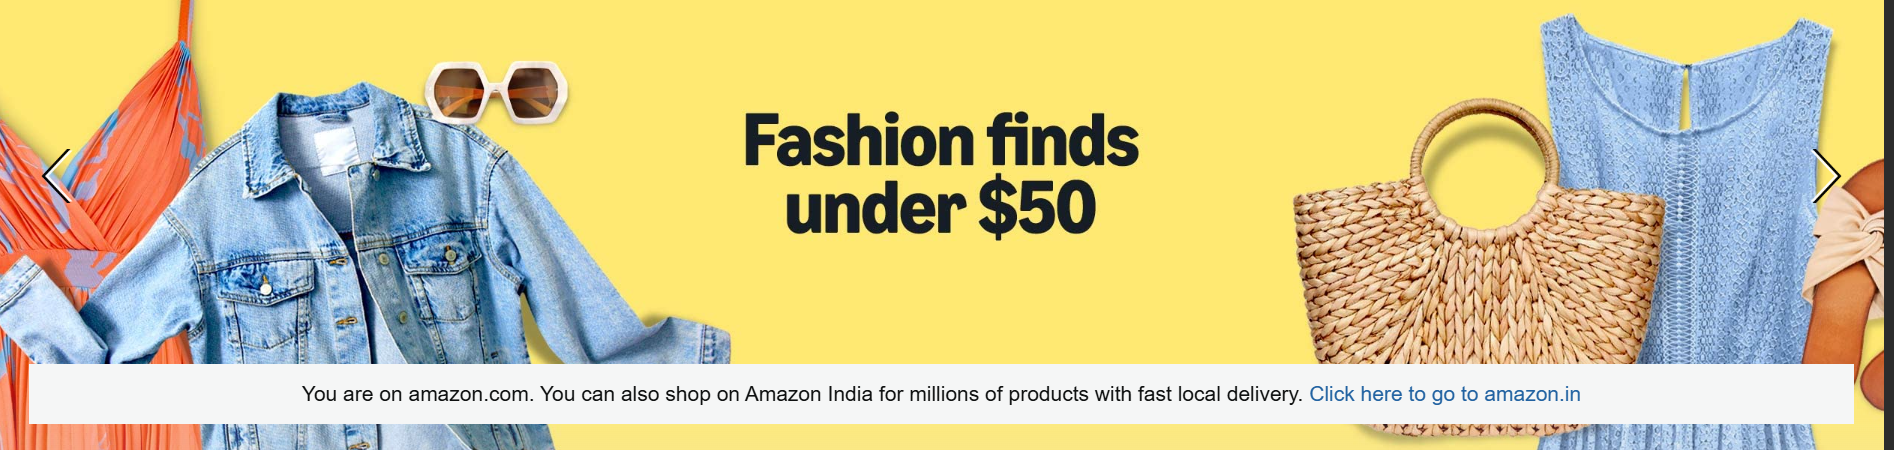 Fashion finds
under $50
You are on amazon.com. You can also shop on Amazon India for millions of products with fast local delivery. Click here to go to amazon.in